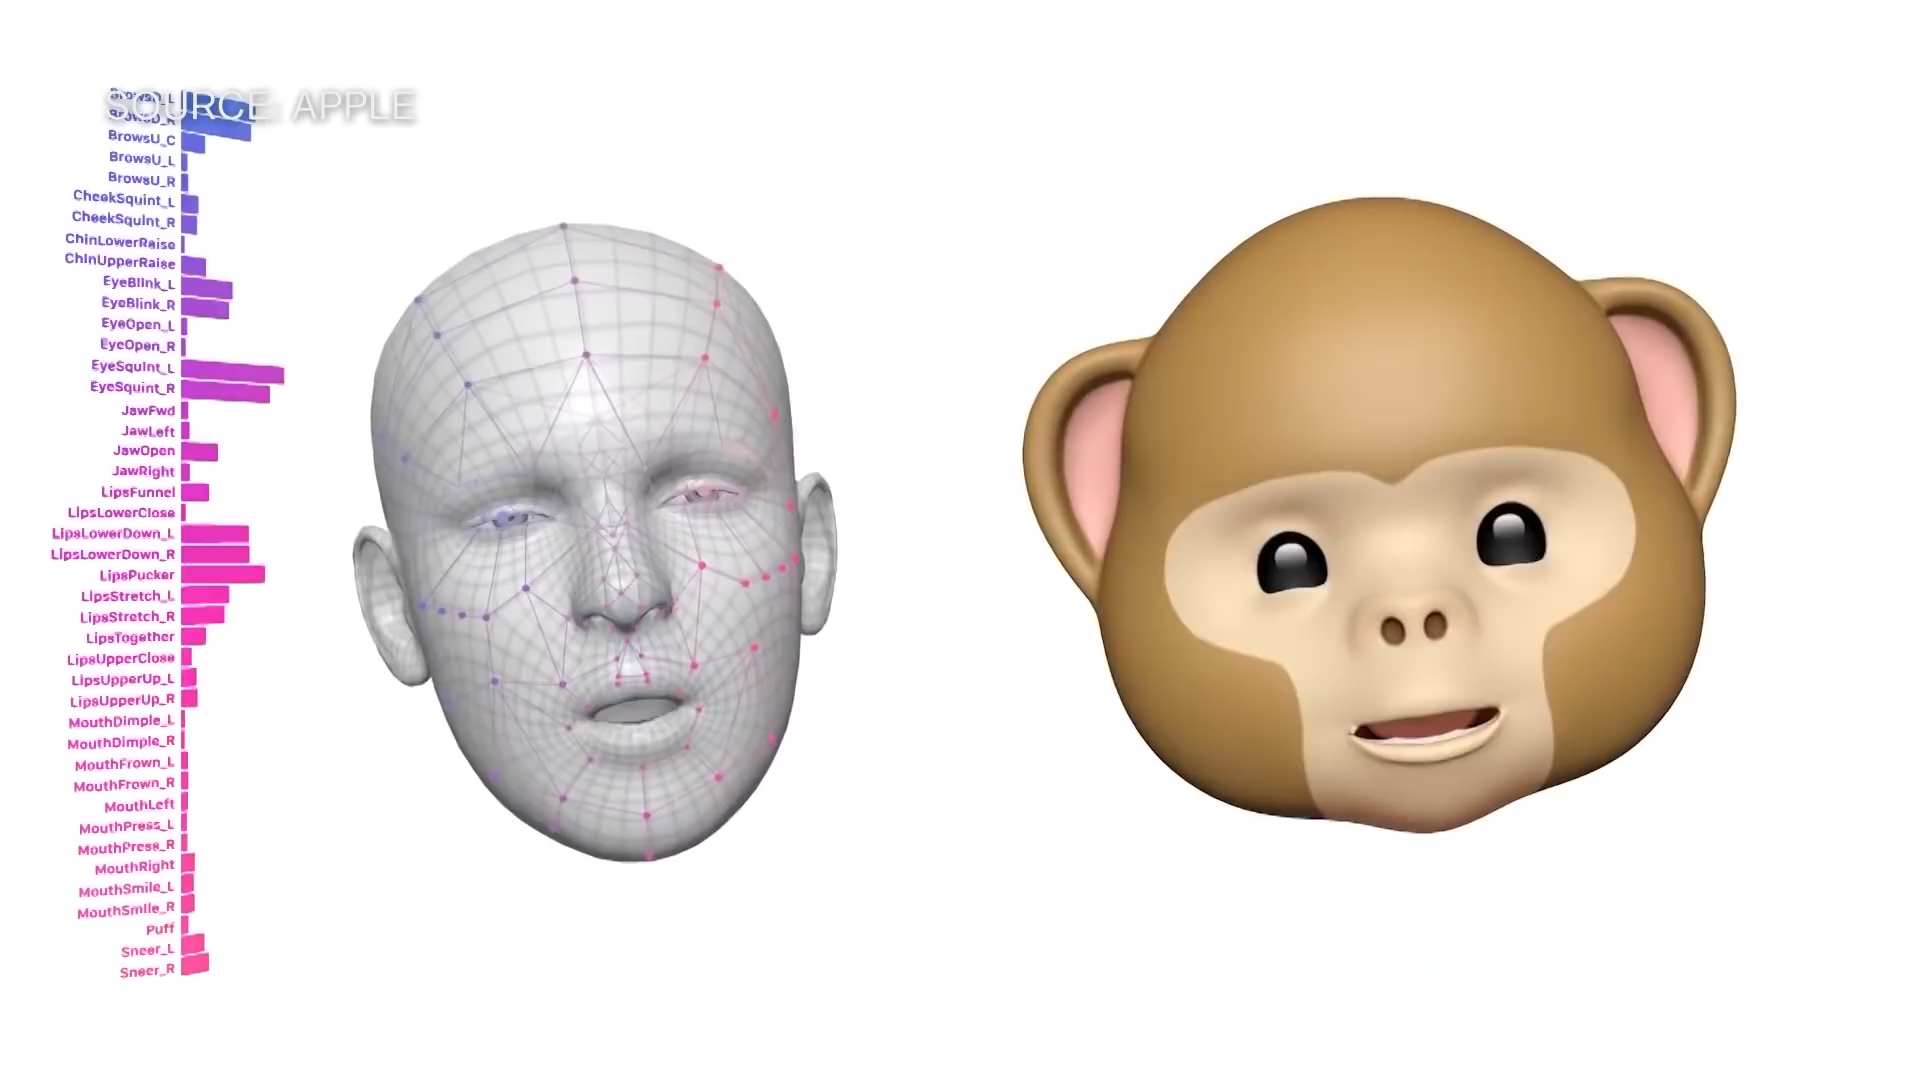 SOURCE: APPLE
BrowsD_L
BrowsD_R
BrowsU_C
BrowsU_L
BrowsU_R
CheekSquint_L
CheekSquint_R
ChinLowerRaise
ChinUpperRaise
EyeBlink_L
EyeBlink_R
EyeOpen_L
EyeOpen_R
EyeSquint_L
EyeSquint_R
JawFwd
JawLeft
JawOpen
JawRight
LipsFunnel
LipsLowerClose
LipsLowerDown_L
LipsLowerDown_R
LipsPucker
LipsStretch_L
LipsStretch_R
LipsTogether
LipsUpperClose
LipsUpperUp_L
LipsUpperUp_R
MouthDimple_L
MouthDimple_R
MouthFrown_L
MouthFrown_R
MouthLeft
MouthPress_L
MouthPress_R
MouthRight
MouthSmile_L
MouthSmile_R
Puff
Sneer_L
Sneer_R